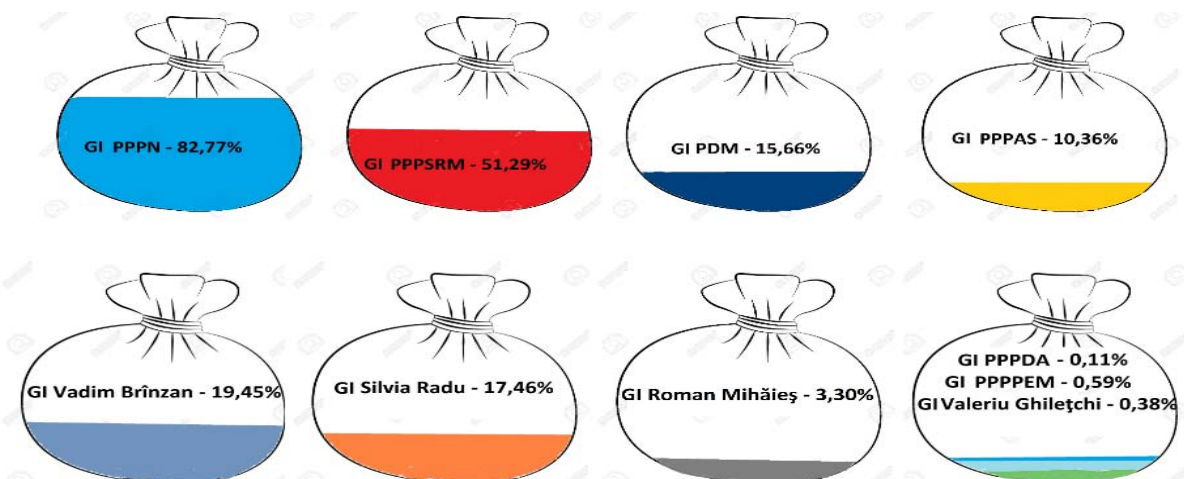 GI PPPN - 82,77%
GI PPPSRM - 51,29%
GI PDM - 15,66%
GI PPPAS - 10,36%
GI Vadim Brînzan - 19,45%
GI Silvia Radu - 17,46%
GI Roman Mihăieş - 3,30%
GI PPPDA - 0,11%
GI PPPPEM - 0,59%
GI Valeriu Ghileţchi - 0,38%